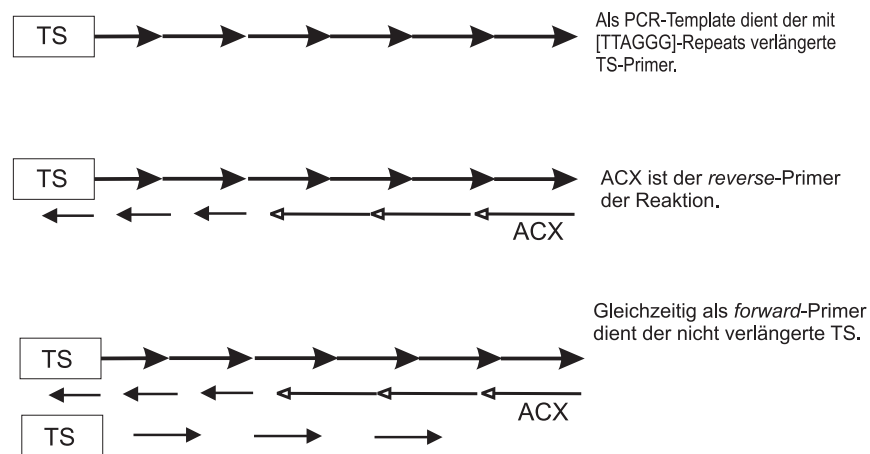 TS
Als PCR-Template dient der mit
[TTAGGG]-Repeats verlängerte
TS-Primer.
TS
ACX ist der reverse-Primer
der Reaktion.
ACX
Gleichzeitig als forward-Primer
dient der nicht verlängerte TS.
TS
ACX
TS